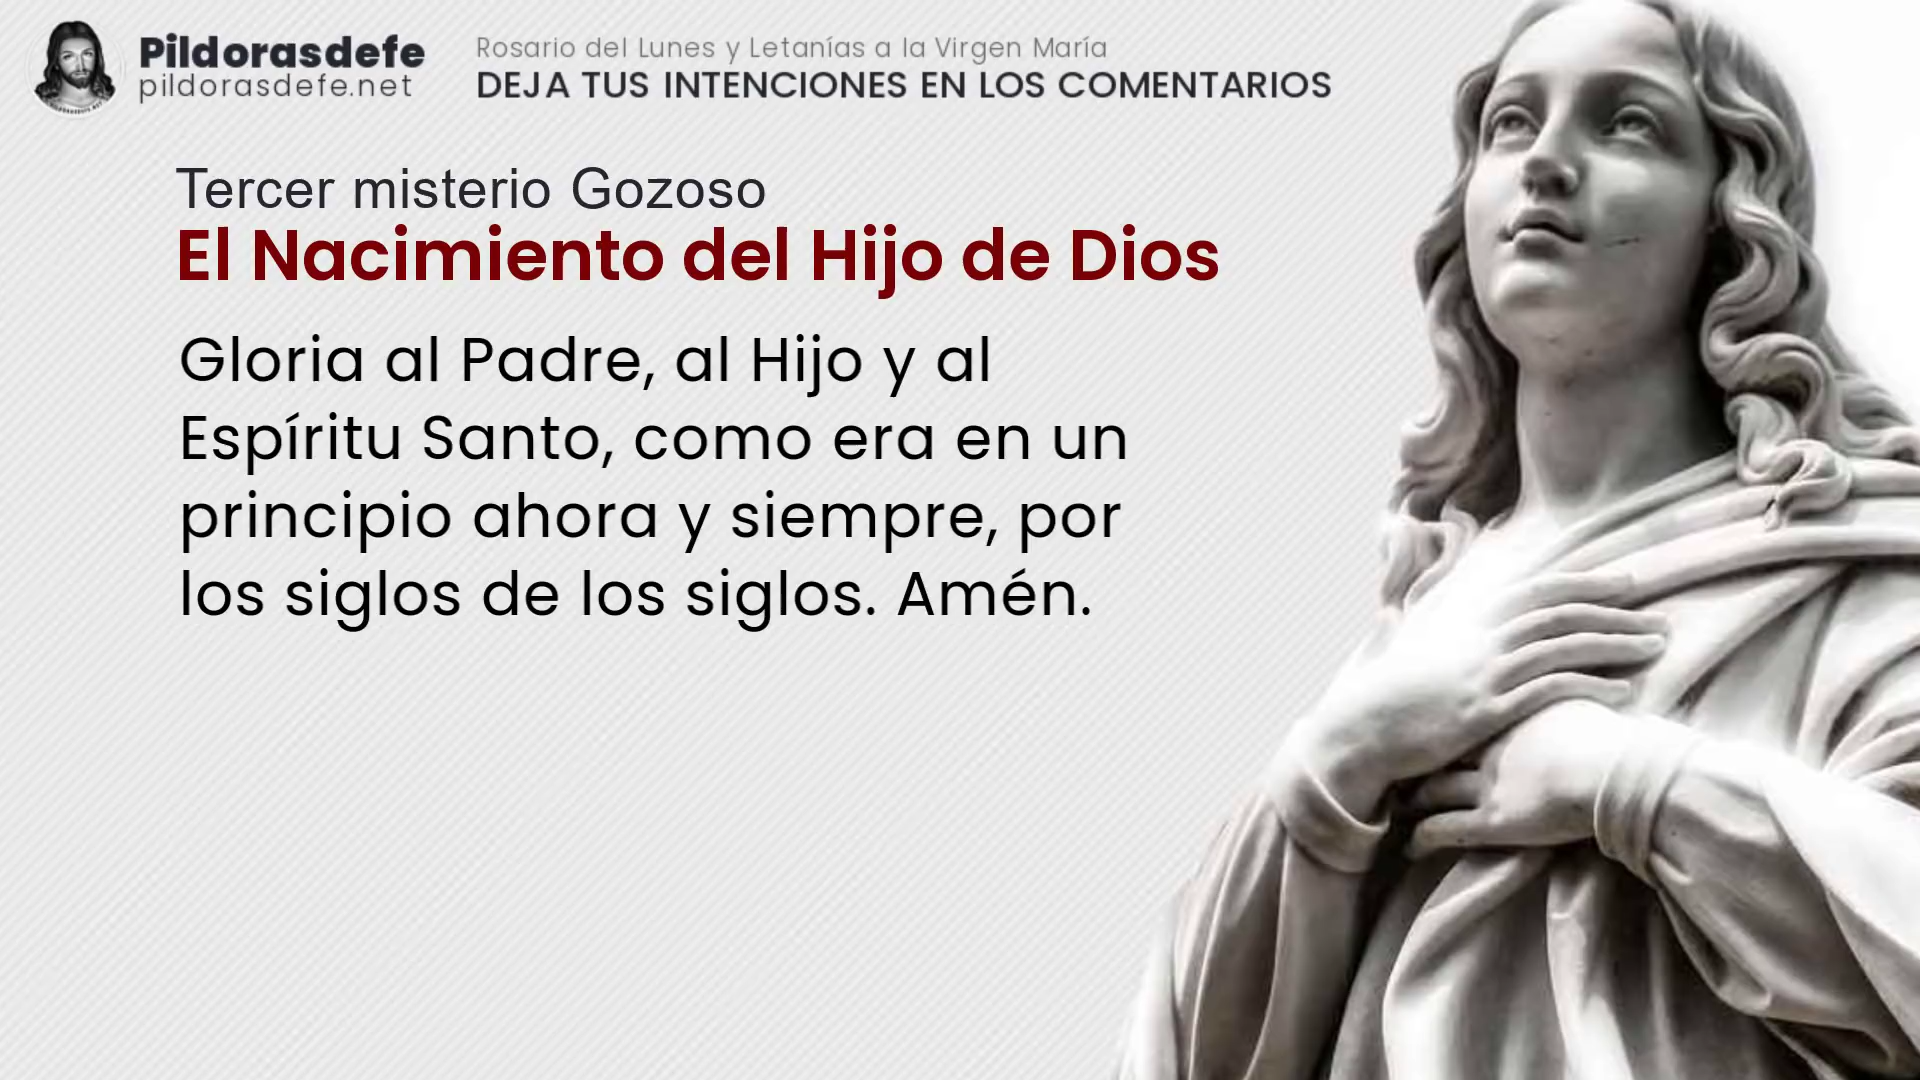 Pildorasdefe
pildorasdefe.net
Rosario del Lunes y Letanías a la Virgen María
DEJA TUS INTENCIONES EN LOS COMENTARIOS
Tercer misterio Gozoso
El Nacimiento del Hijo de Dios
Gloria al Padre, al Hijo y al
Espíritu Santo, como era en un
principio ahora y siempre, por
los siglos de los siglos. Amén.